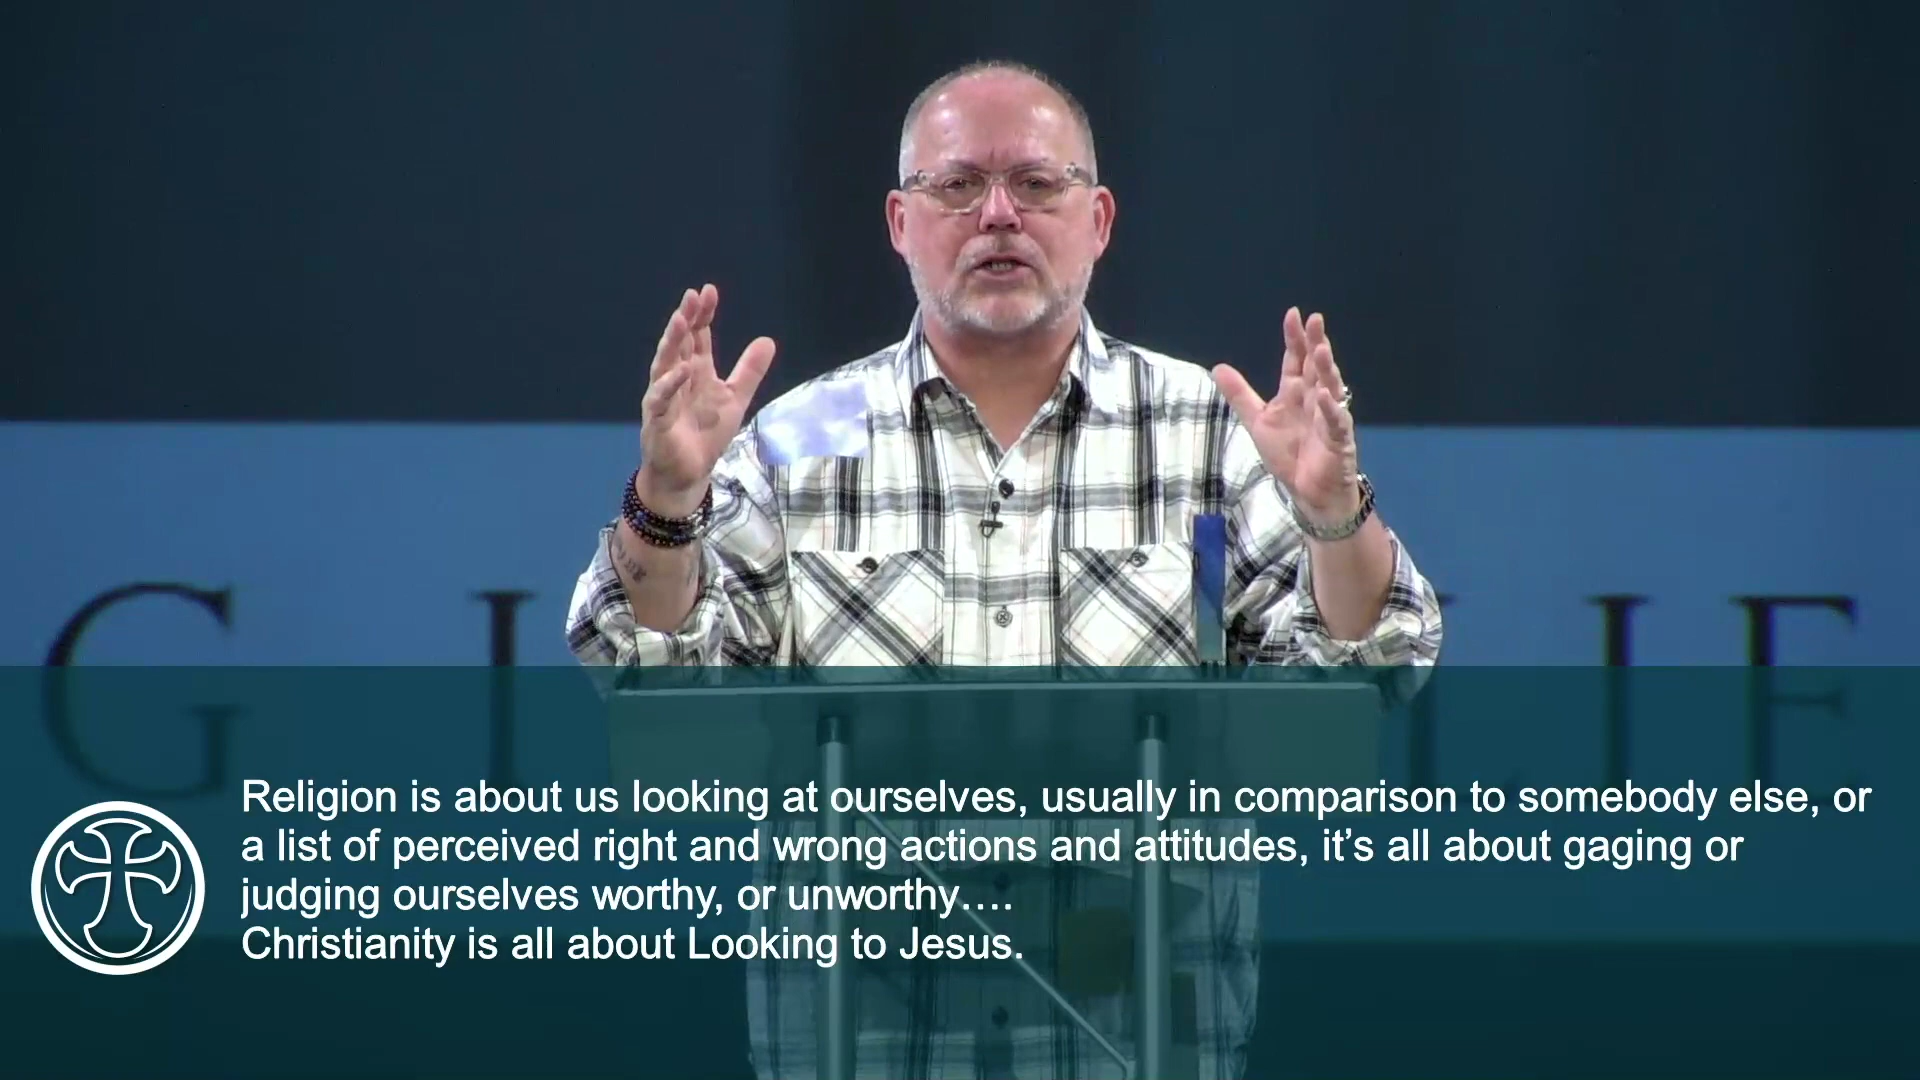 G I L I E
Religion is about us looking at ourselves, usually in comparison to somebody else, or
a list of perceived right and wrong actions and attitudes, it’s all about gaging or
judging ourselves worthy, or unworthy….
Christianity is all about Looking to Jesus.